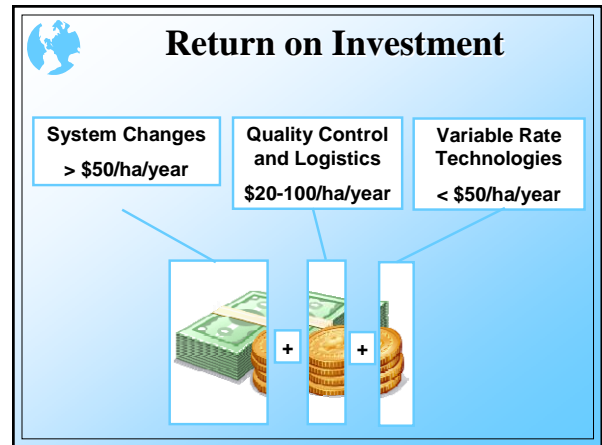 Return on Investment
System Changes
> $50/ha/year
Quality Control
and Logistics
$20-100/ha/year
Variable Rate
Technologies
< $50/ha/year
+
+